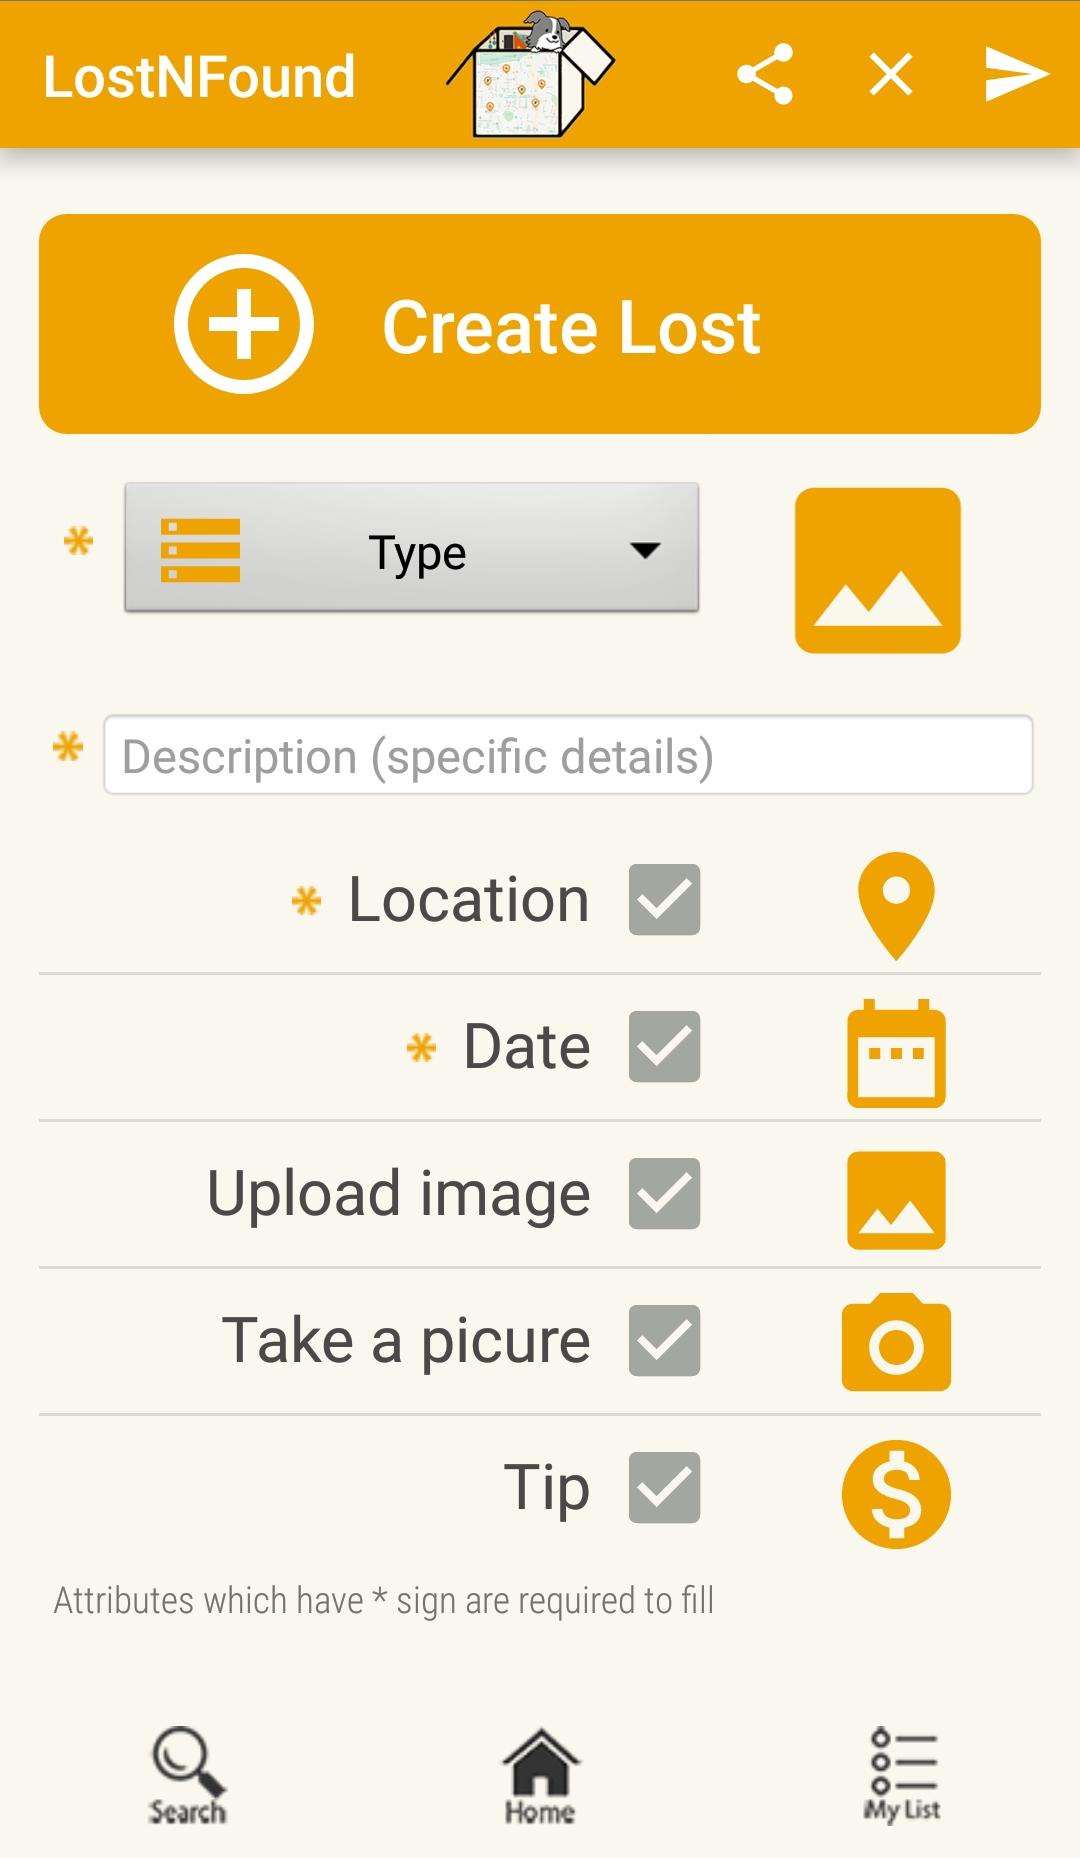 LostNFound
Create Lost
* Type
* Description (specific details)
* Location
* Date
Upload image
Take a picure
Tip
Attributes which have * sign are required to fill
Search Home My List